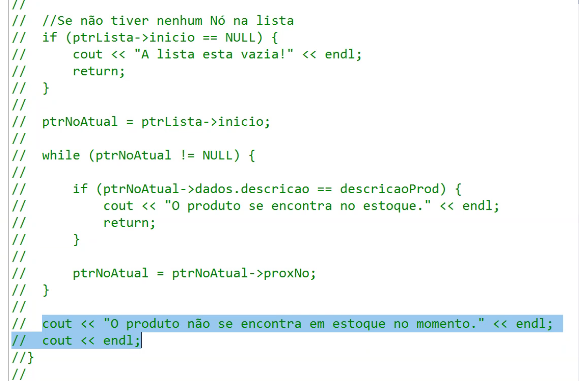 //
//  //Se não tiver nenhum Nó na lista
//  if (ptrLista->inicio == NULL) {
//      cout << "A lista esta vazia!" << endl;
//      return;
//  }
//
//  ptrNoAtual = ptrLista->inicio;
//
//  while (ptrNoAtual != NULL) {
//
//      if (ptrNoAtual->dados.descricao == descricaoProd) {
//          cout << "O produto se encontra no estoque." << endl;
//          return;
//      }
//
//      ptrNoAtual = ptrNoAtual->proxNo;
//  }
//
//  cout << "O produto não se encontra em estoque no momento." << endl;
//  cout << endl;
//}
//